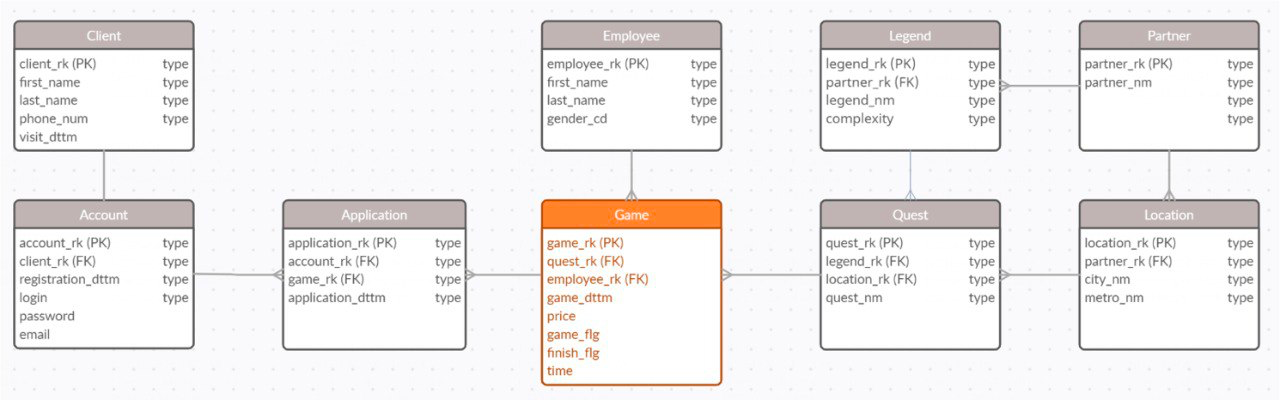 Client
client_rk (PK) type
first_name type
last_name type
phone_num type
visit_dttm
Employee
employee_rk (PK) type
first_name type
last_name type
gender_cd type
Legend
legend_rk (PK) type
partner_rk (FK) type
legend_nm type
complexity type
Partner
partner_rk (PK) type
partner_nm type
type
type
Account
account_rk (PK) type
client_rk (FK) type
registration_dttm type
login type
password
email
Application
application_rk (PK) type
account_rk (FK) type
game_rk (FK) type
application_dttm type
Game
game_rk (PK)
quest_rk (FK)
employee_rk (FK)
game_dttm
price
game_flg
finish_flg
time
Quest
quest_rk (PK) type
legend_rk (FK) type
location_rk (FK) type
quest_nm type
Location
location_rk (PK) type
partner_rk (FK) type
city_nm type
metro_nm type